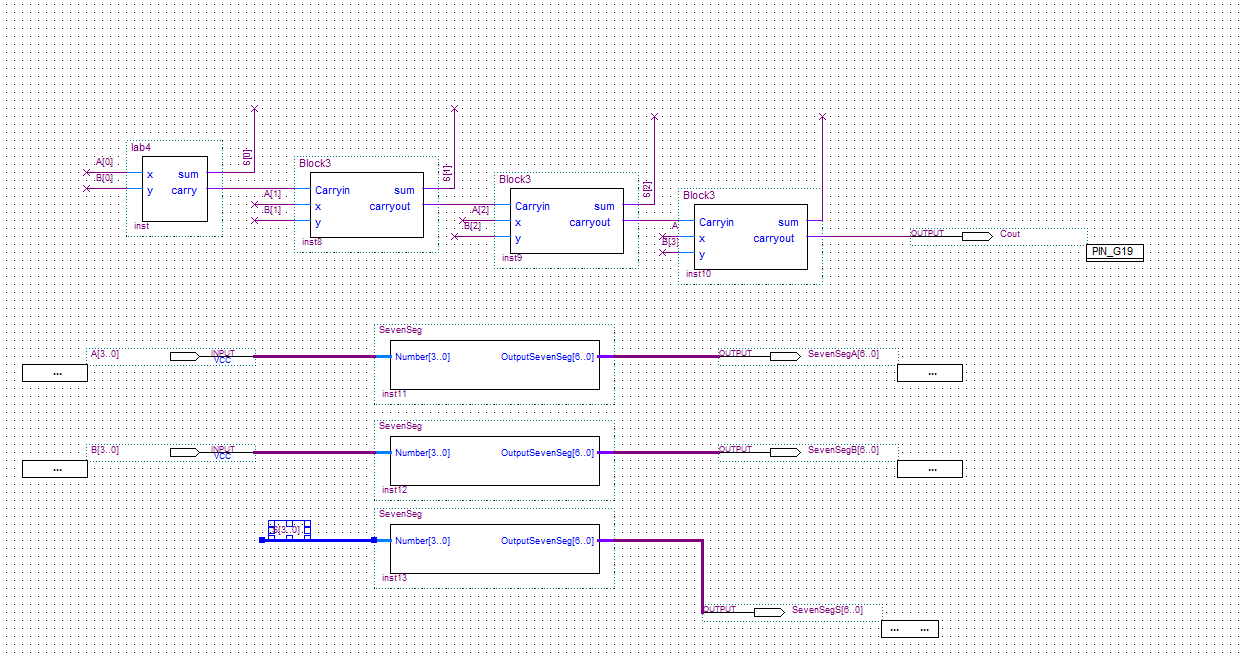 lab4
A[0]
B[0]
x
y
sum
carry
inst
S[0]
Block3
A[1]
B[1]
Carryin
x
y
sum
carryout
inst8
S[1]
Block3
A[2]
B[2]
Carryin
x
y
sum
carryout
inst9
S[2]
Block3
A
B[3]
Carryin
x
y
sum
carryout
inst10
OUTPUT
Cout
PIN_G19
A[3..0]
INPUT
VCC
...
SevenSeg
Number[3..0]
OutputSevenSeg[6..0]
inst11
OUTPUT
SevenSegA[6..0]
...
B[3..0]
INPUT
VCC
...
SevenSeg
Number[3..0]
OutputSevenSeg[6..0]
inst12
OUTPUT
SevenSegB[6..0]
...
S[3..0]
SevenSeg
Number[3..0]
OutputSevenSeg[6..0]
inst13
OUTPUT
SevenSegS[6..0]
... ...